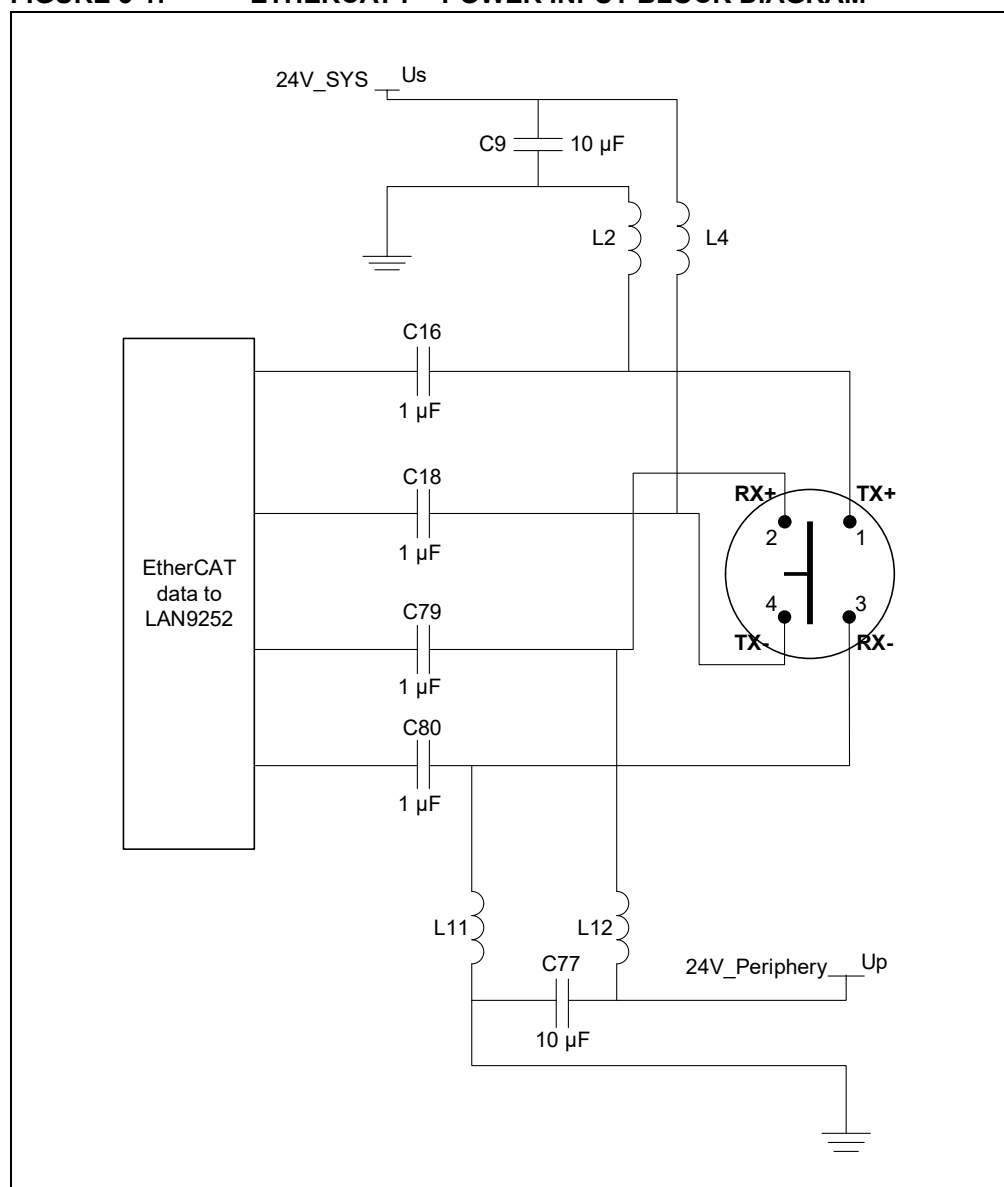 24V_SYS Us
C9 10 µF
L2 L4
C16
1 µF
C18
1 µF
RX+ TX+
2 1
EtherCAT
data to
LAN9252
4 3
TX- RX-
C79
1 µF
C80
1 µF
L11 L12
C77
10 µF
24V_Periphery Up